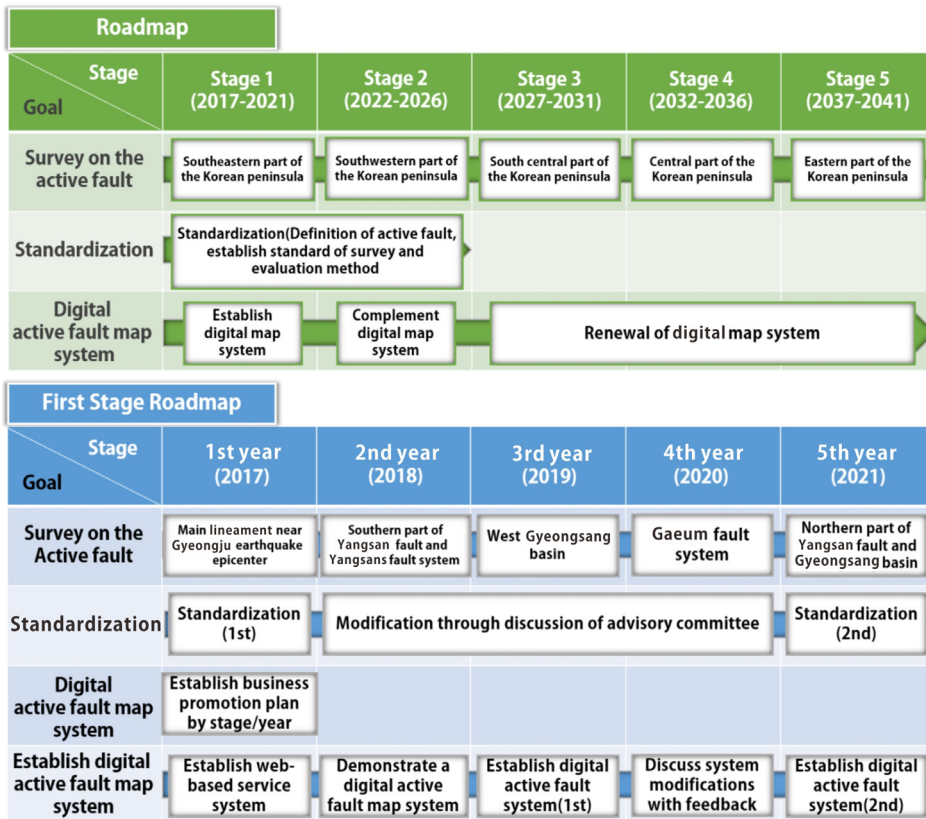 Roadmap
Stage
Goal
Stage 1
(2017-2021)
Stage 2
(2022-2026)
Stage 3
(2027-2031)
Stage 4
(2032-2036)
Stage 5
(2037-2041)
Survey on the
active fault
Southeastern part of
the Korean peninsula
Southwestern part of
the Korean peninsula
South central part of
the Korean peninsula
Central part of the
Korean peninsula
Eastern part of the
Korean peninsula
Standardization
Standardization(Definition of active fault,
establish standard of survey and
evaluation method
Digital
active fault map
system
Establish
digital map
system
Complement
digital map
system
Renewal of digital map system
First Stage Roadmap
Stage
Goal
1st year
(2017)
2nd year
(2018)
3rd year
(2019)
4th year
(2020)
5th year
(2021)
Survey on the
Active fault
Main lineament near
Gyeongju earthquake
epicenter
Southern part of
Yangsan fault and
Yangsans fault system
West Gyeongsang
basin
Gaeum fault
system
Northern part of
Yangsan fault and
Gyeongsang basin
Standardization
Standardization
(1st)
Modification through discussion of advisory committee
Standardization
(2nd)
Digital
active fault map
system
Establish business
promotion plan
by stage/year
Establish digital
active fault map
system
Establish web-
based service
system
Demonstrate a
digital active
fault map system
Establish digital
active fault
system(1st)
Discuss system
modifications
with feedback
Establish digital
active fault
system(2nd)